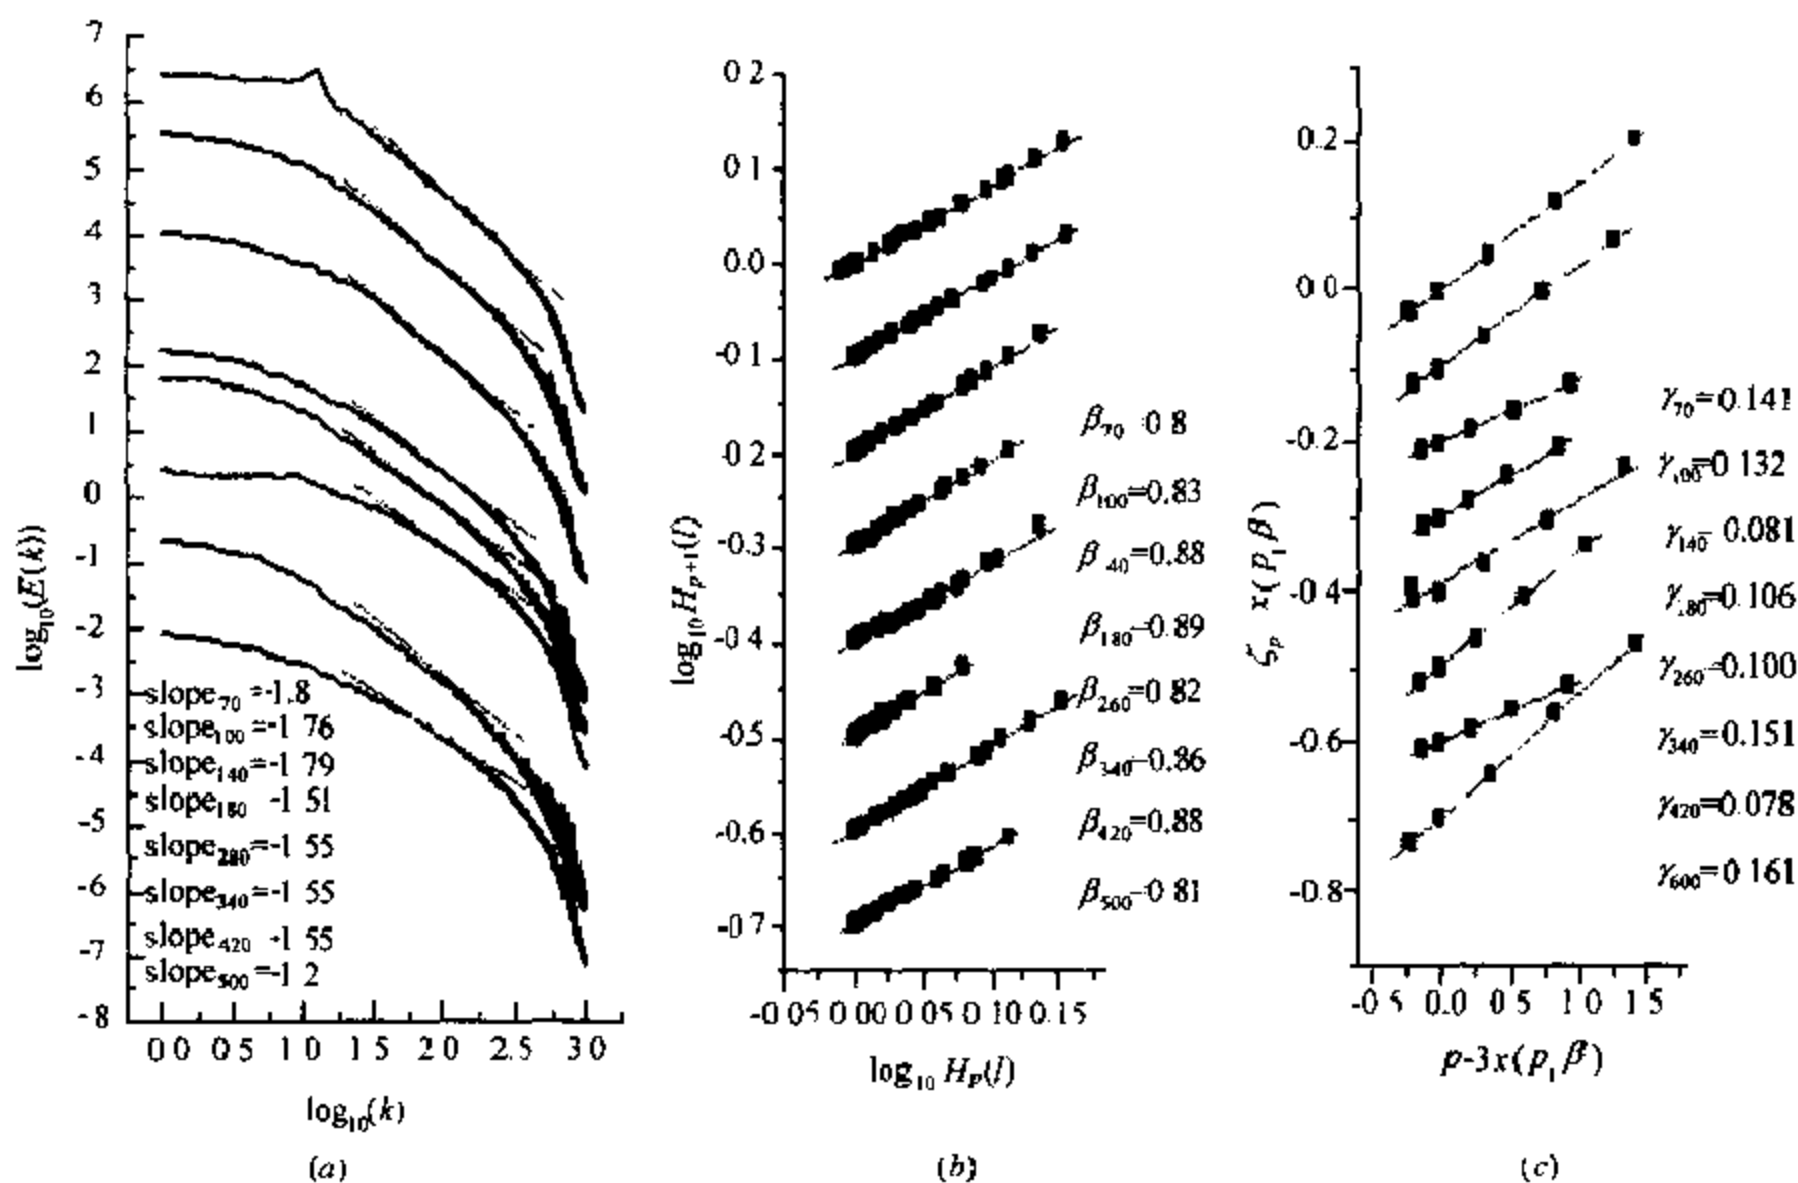 7
6
5
4
3
2
1
0
-1
-2
-3
-4
-5
-6
-7
-8
log₁₀(E(k))
slope₇₀ =-1.8
slope₁₀₀=-1 76
slope₁₄₀=-1 79
slope₁₈₀ -1 51
slope₂₈₀=-1 55
slope₃₄₀=-1 55
slope₄₂₀ -1 55
slope₅₀₀=-1 2
0 0 0 5 1 0 1 5 2 0 2.5 3 0
log₁₀(k)
(a)
0 2
0 1
0.0
-0.1
-0 2
-0.3
-0 4
-0.5
-0.6
-0 7
log₁₀ Hₚ₊₁(l)
β₇₀ 0 8
β₁₀₀=0.83
β ₄₀=0.88
β₁₈₀=0.89
β₂₆₀=0.82
β₃₄₀-0.86
β₄₂₀=0.88
β₅₀₀-0 81
-0 05 0 00 0 05 0 10 0.15
log₁₀ Hₚ(l)
(b)
0.2
0 0
-0.2
-0.4
-0.6
-0.8
ζₚ x(p₁β)
γ₇₀=0.141
γ₁₀₀=0 132
γ₁₄₀- 0.081
γ₁₈₀=0.106
γ₂₆₀=0.100
γ₃₄₀=0.151
γ₄₂₀=0.078
γ₆₀₀=0 161
-0 5 0.0 0 5 1 0 1 5
p-3x(p₁β)
(c)